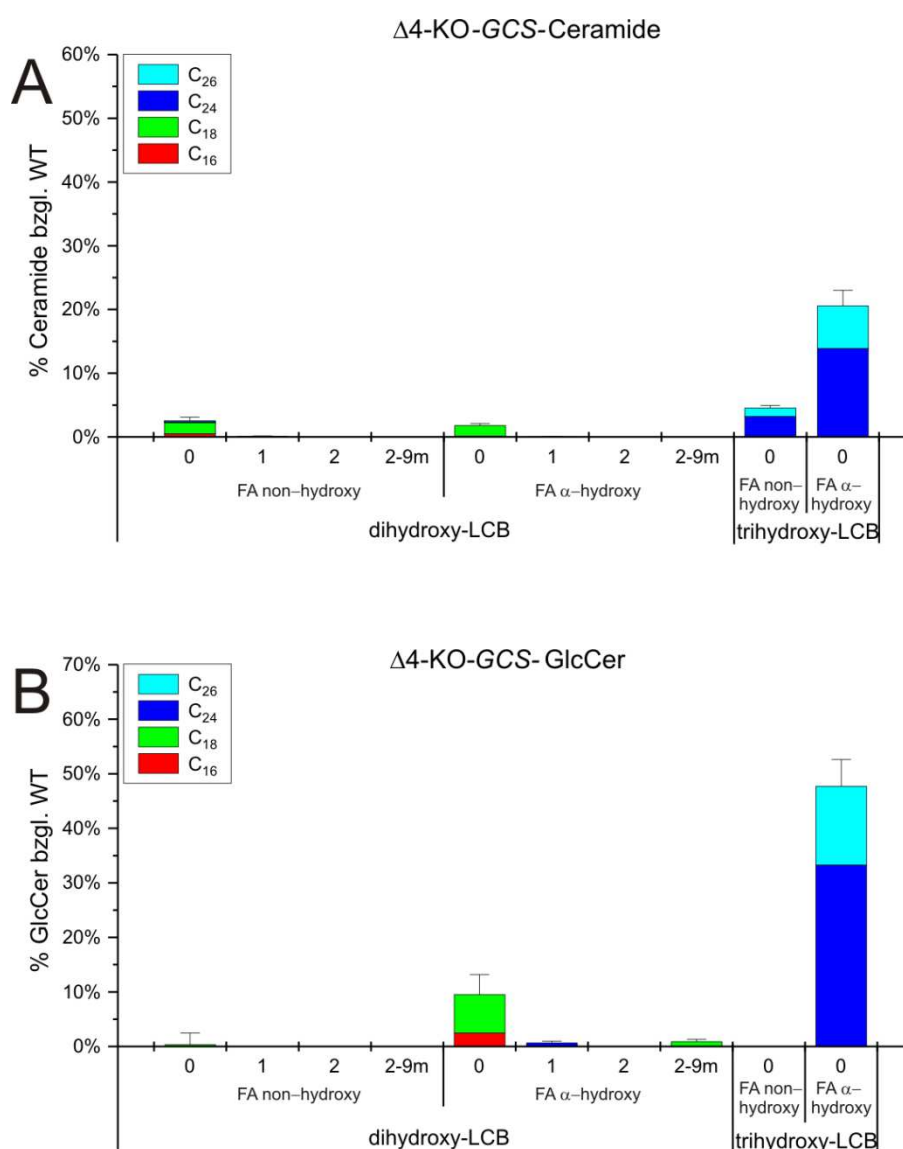 Δ4-KO-GCS-Ceramide
A
% Ceramide bzgl. WT
60%
50%
40%
30%
20%
10%
0%
C26
C24
C18
C16
0 1 2 2-9m 0 1 2 2-9m 0 0
FA non–hydroxy FA α–hydroxy FA non–hydroxy FA α–hydroxy
dihydroxy-LCB trihydroxy-LCB
Δ4-KO-GCS- GlcCer
B
% GlcCer bzgl. WT
70%
60%
50%
40%
30%
20%
10%
0%
C26
C24
C18
C16
0 1 2 2-9m 0 1 2 2-9m 0 0
FA non–hydroxy FA α–hydroxy FA non–hydroxy FA α–hydroxy
dihydroxy-LCB trihydroxy-LCB